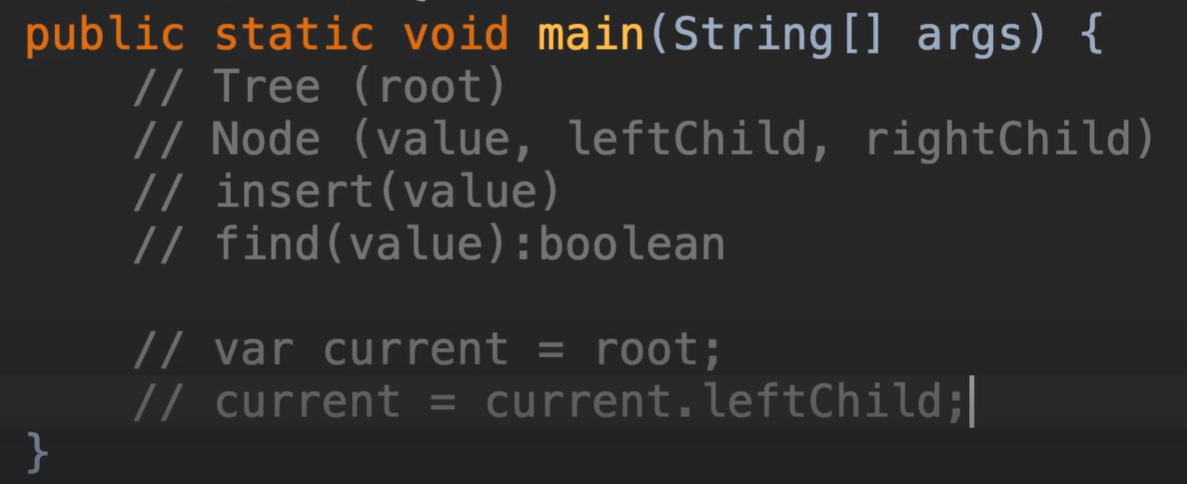 public static void main(String[] args) {
    // Tree (root)
    // Node (value, leftChild, rightChild)
    // insert(value)
    // find(value):boolean

    // var current = root;
    // current = current.leftChild;
}